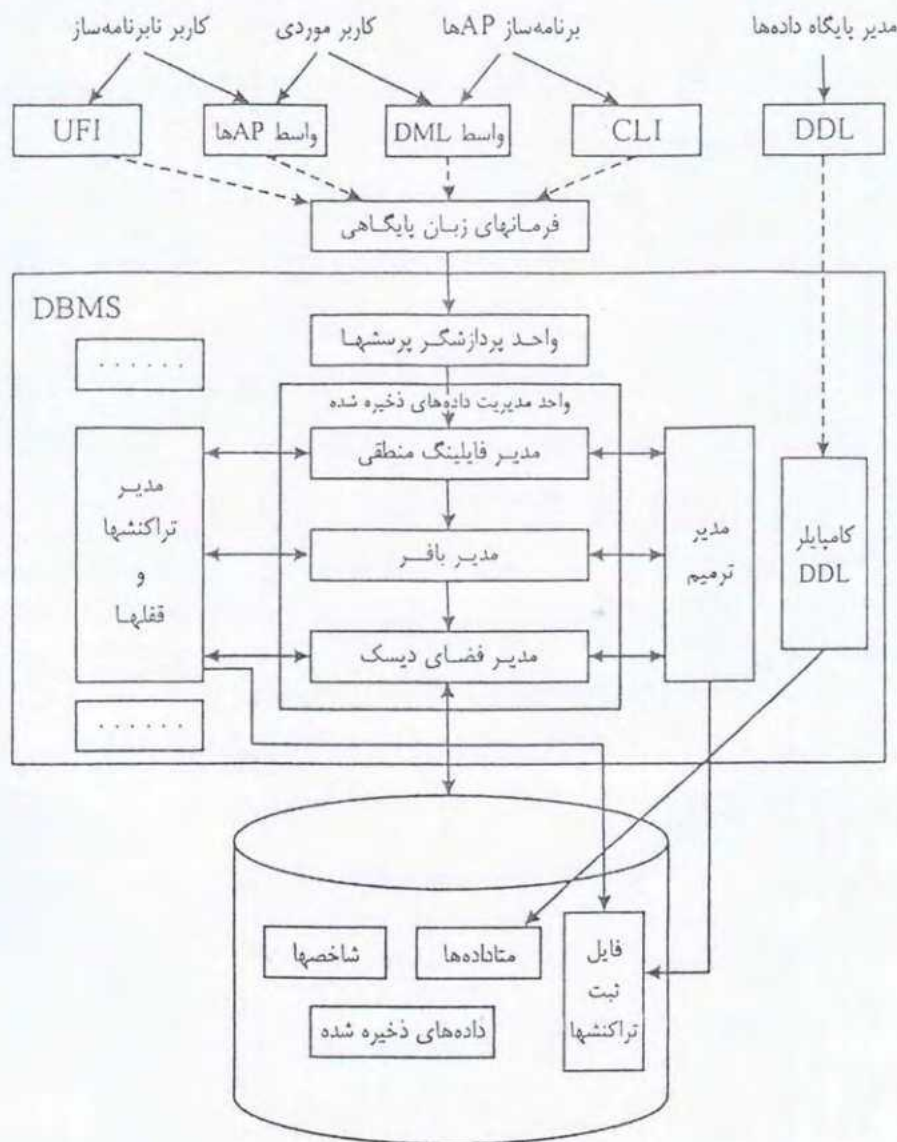 مدیر پایگاه داده‌ها
برنامه‌ساز APها
کاربر موردی
کاربر نابرنامه‌ساز
DDL
CLI
واسط DML
واسط APها
UFI
فرمانهای زبان پایگاهی
DBMS
واحد پردازشگر پرسشها
......
واحد مدیریت داده‌های ذخیره شده
مدیر فایلینگ منطقی
مدیر بافر
مدیر فضای دیسک
مدیر
ترمیم
کامپایلر
DDL
مدیر
تراکنشها
و
قفلها
......
فایل
ثبت
تراکنشها
متاداده‌ها
شاخصها
داده‌های ذخیره شده